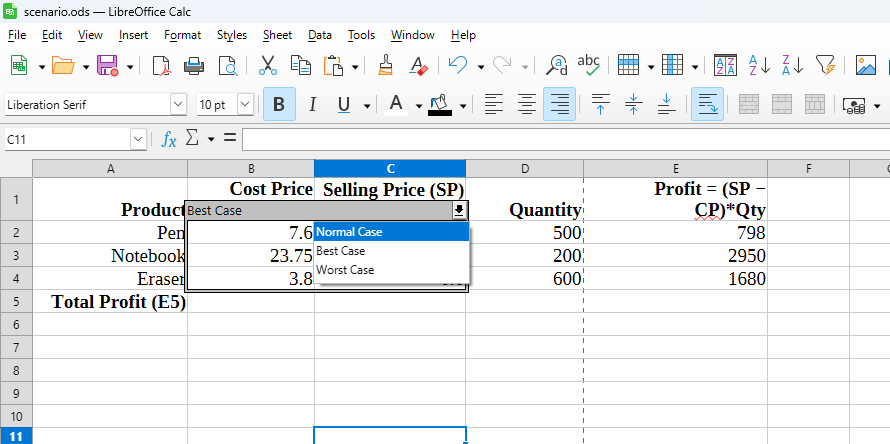 scenario.ods — LibreOffice Calc
File Edit View Insert Format Styles Sheet Data Tools Window Help
Liberation Serif 10 pt B I U A
C11 fx Σ =
A B C D E F
1 Product Cost Price Selling Price (SP) Quantity Profit = (SP − CP)*Qty
Best Case
2 Pen 7.6 500 798
Normal Case
3 Notebook 23.75 200 2950
Best Case
4 Eraser 3.8 600 1680
Worst Case
5 Total Profit (E5)
6
7
8
9
10
11